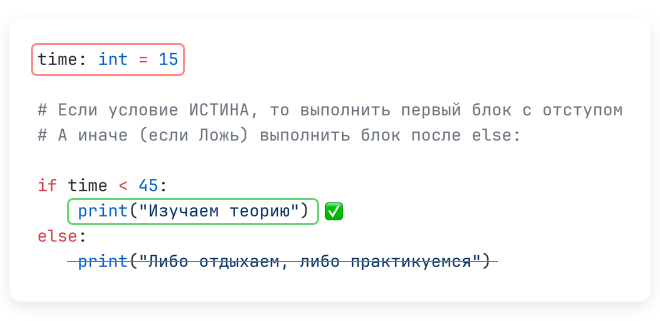 time: int = 15
# Если условие ИСТИНА, то выполнить первый блок с отступом
# А иначе (если Ложь) выполнить блок после else:
if time < 45:
    print("Изучаем теорию") ✅
else:
    print("Либо отдыхаем, либо практикуемся")